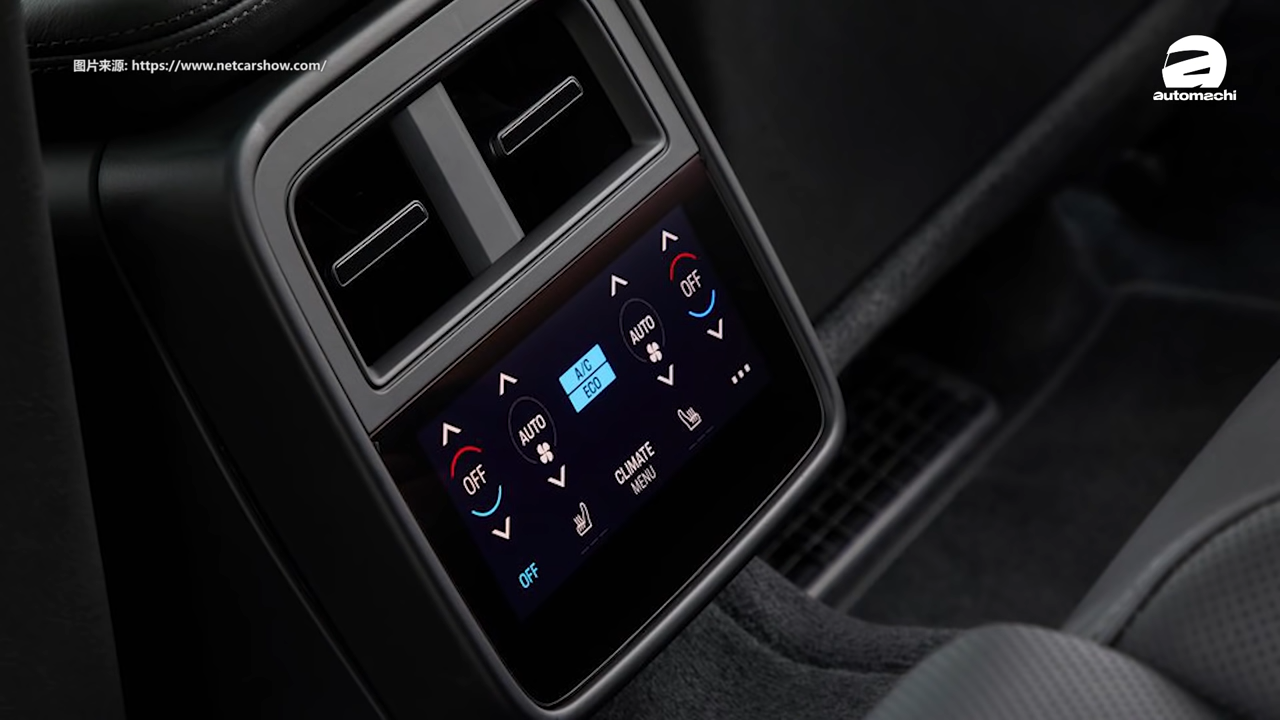 图片来源: https://www.netcarshow.com/
automachi
OFF
AUTO
A/C
ECO
AUTO
OFF
CLIMATE
MENU
OFF